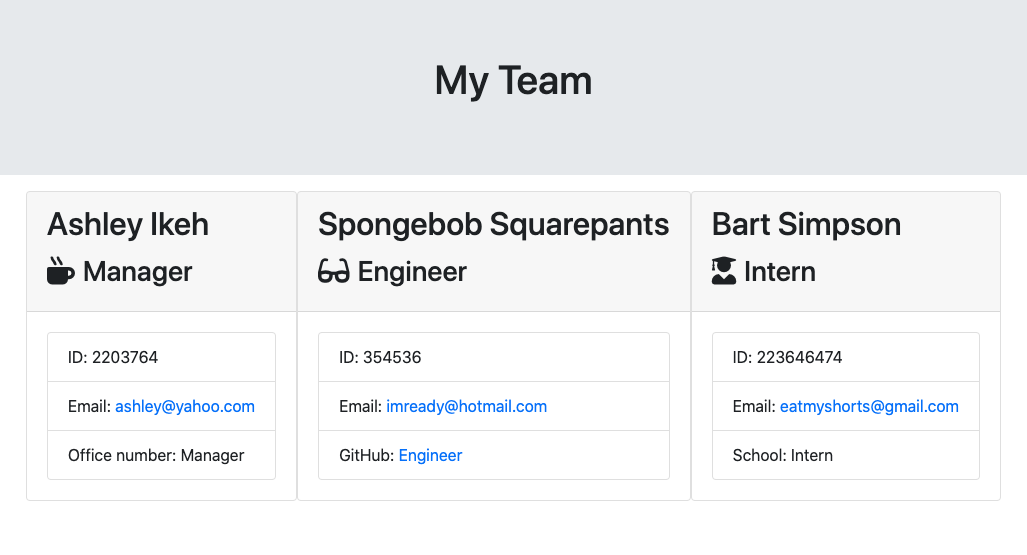 My Team
Ashley Ikeh
Manager
ID: 2203764
Email: ashley@yahoo.com
Office number: Manager
Spongebob Squarepants
Engineer
ID: 354536
Email: imready@hotmail.com
GitHub: Engineer
Bart Simpson
Intern
ID: 223646474
Email: eatmyshorts@gmail.com
School: Intern